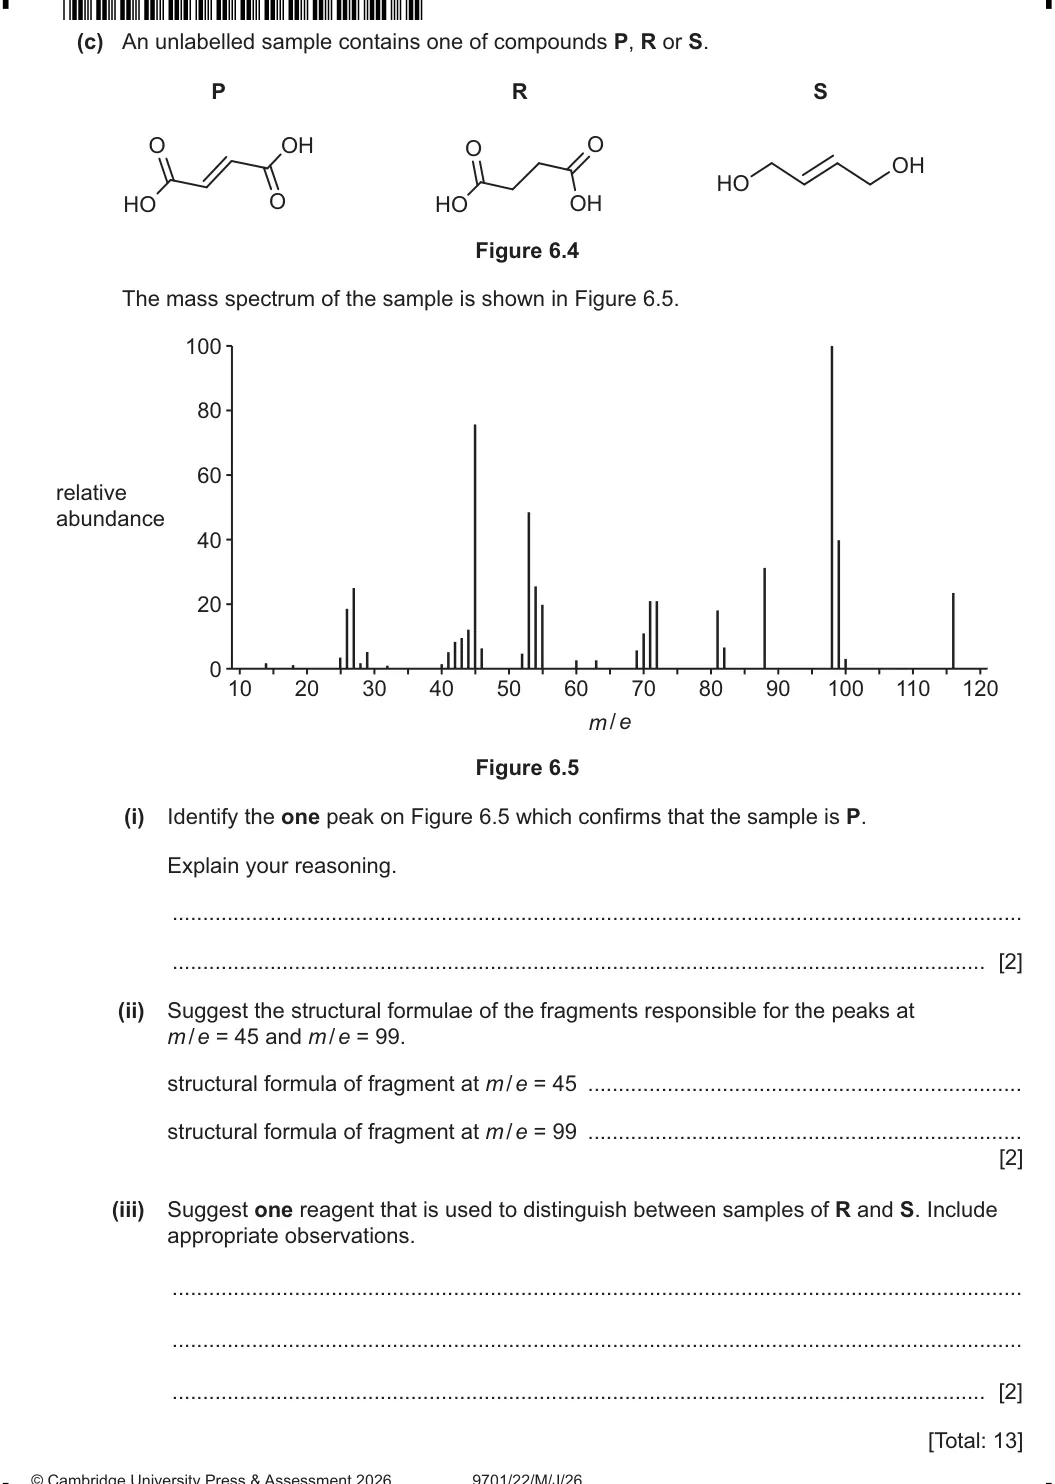 (c) An unlabelled sample contains one of compounds P, R or S.
P R S
O OH HO O
O O HO OH
HO OH
Figure 6.4
The mass spectrum of the sample is shown in Figure 6.5.
100
80
60
40
20
0
relative
abundance
10 20 30 40 50 60 70 80 90 100 110 120
m / e
Figure 6.5
(i) Identify the one peak on Figure 6.5 which confirms that the sample is P.
Explain your reasoning.
..............................................................................................................................................
....................................................................................................................................... [2]
(ii) Suggest the structural formulae of the fragments responsible for the peaks at
m / e = 45 and m / e = 99.
structural formula of fragment at m / e = 45 ........................................................................
structural formula of fragment at m / e = 99 ........................................................................
[2]
(iii) Suggest one reagent that is used to distinguish between samples of R and S. Include
appropriate observations.
..............................................................................................................................................
..............................................................................................................................................
....................................................................................................................................... [2]
[Total: 13]
© Cambridge University Press & Assessment 2026 9701/22/M/J/26